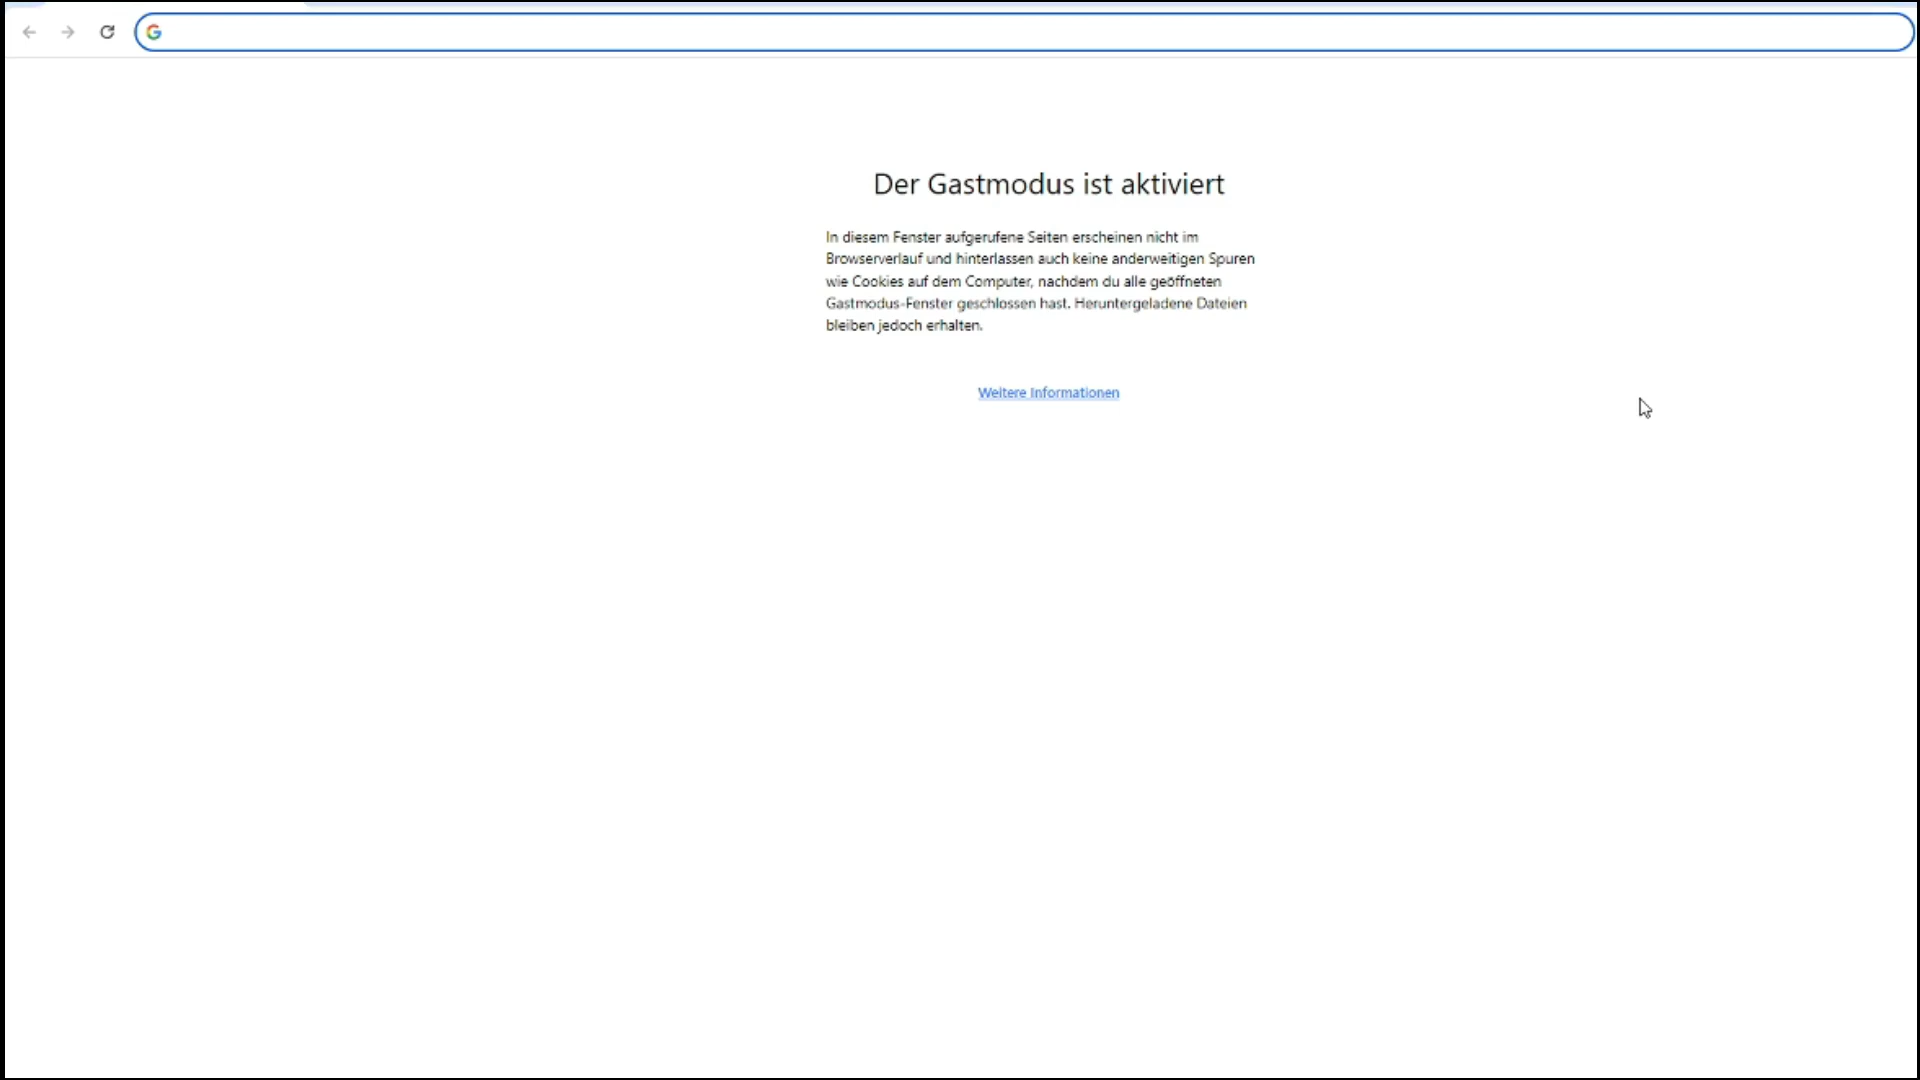 Der Gastmodus ist aktiviert
In diesem Fenster aufgerufene Seiten erscheinen nicht im
Browserverlauf und hinterlassen auch keine anderweitigen Spuren
wie Cookies auf dem Computer, nachdem du alle geöffneten
Gastmodus-Fenster geschlossen hast. Heruntergeladene Dateien
bleiben jedoch erhalten.
Weitere Informationen